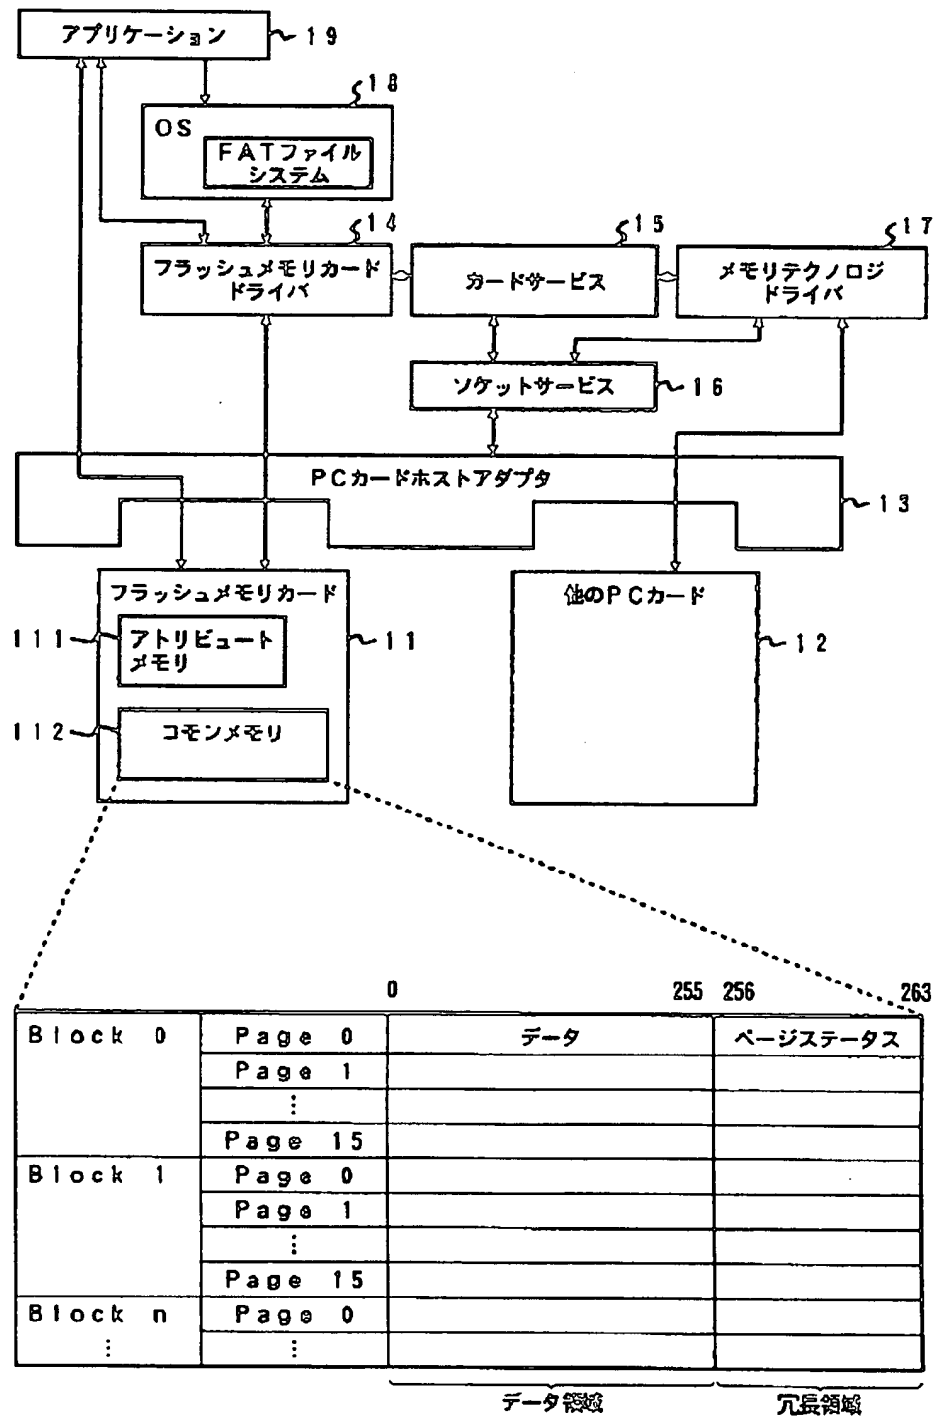 アプリケーション
19
18
OS
FATファイル
システム
14
15
17
フラッシュメモリカード
ドライバ
カードサービス
メモリテクノロジ
ドライバ
ソケットサービス
16
PCカードホストアダプタ
13
フラッシュメモリカード
他のPCカード
111
アトリビュート
メモリ
11
12
112
コモンメモリ
0 255 256 263
Block 0 Page 0 データ ページステータス
Page 1
⋮
Page 15
Block 1 Page 0
Page 1
⋮
Page 15
Block n Page 0
⋮ ⋮
データ領域 冗長領域